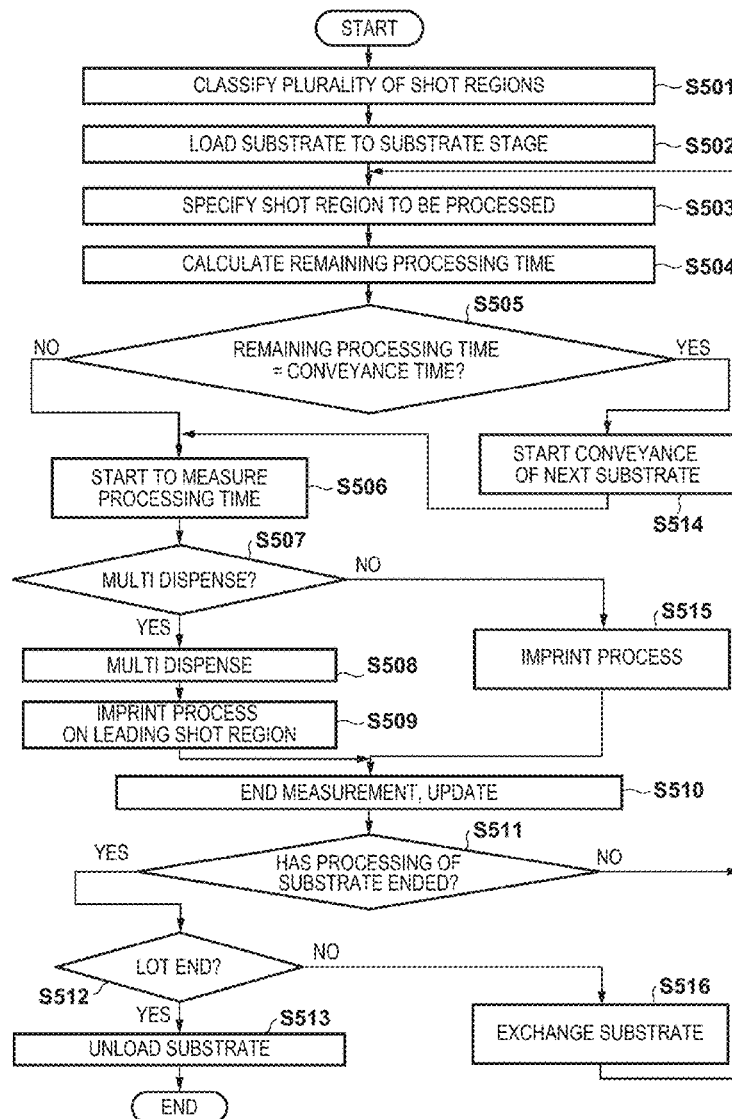 START
CLASSIFY PLURALITY OF SHOT REGIONS
S501
LOAD SUBSTRATE TO SUBSTRATE STAGE
S502
SPECIFY SHOT REGION TO BE PROCESSED
S503
CALCULATE REMAINING PROCESSING TIME
S504
S505
NO
REMAINING PROCESSING TIME
= CONVEYANCE TIME?
YES
START TO MEASURE
PROCESSING TIME
S506
START CONVEYANCE
OF NEXT SUBSTRATE
S514
S507
MULTI DISPENSE?
NO
YES
S515
IMPRINT PROCESS
MULTI DISPENSE
S508
IMPRINT PROCESS
ON LEADING SHOT REGION
S509
END MEASUREMENT, UPDATE
S510
S511
YES
HAS PROCESSING OF
SUBSTRATE ENDED?
NO
LOT END?
NO
S512
YES
S516
EXCHANGE SUBSTRATE
S513
UNLOAD SUBSTRATE
END